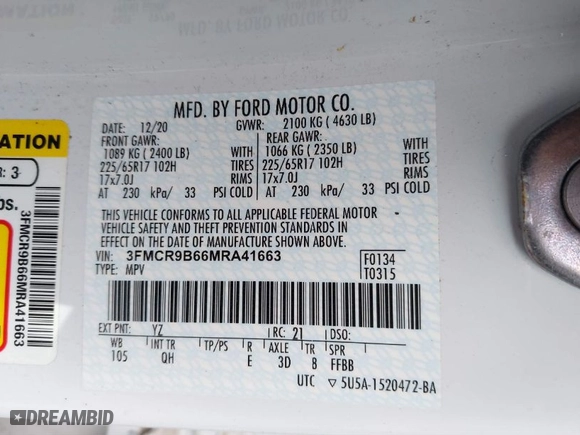 MFD. BY FORD MOTOR CO.
DATE: 12/20 GVWR: 2100 KG ( 4630 LB)
FRONT GAWR: REAR GAWR:
1089 KG ( 2400 LB) WITH 1066 KG ( 2350 LB) WITH
225/65R17 102H TIRES 225/65R17 102H TIRES
17x7.0J RIMS 17x7.0J RIMS
AT 230 kPa/ 33 PSI COLD AT 230 kPa/ 33 PSI COLD
THIS VEHICLE CONFORMS TO ALL APPLICABLE FEDERAL MOTOR
VEHICLE SAFETY AND THEFT PREVENTION STANDARDS IN
EFFECT ON THE DATE OF MANUFACTURE SHOWN ABOVE.
VIN: 3FMCR9B66MRA41663 F0134
TYPE: MPV T0315
EXT PNT: YZ RC: 21 DSO:
WB INT TR TP/PS R AXLE TR SPR
105 QH E 3D 8 FFBB
UTC ▽ 5U5A-1520472-BA
ATION
R: 3
os.
3FMCR9B66MRA41663
DREAMBID